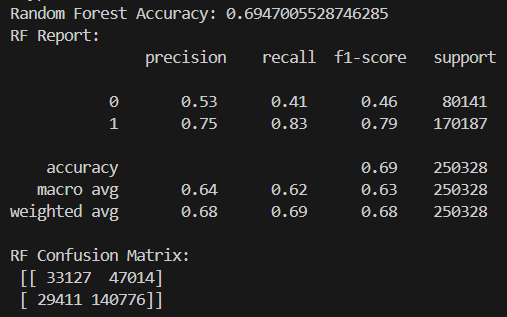 Random Forest Accuracy: 0.6947005528746285
RF Report:
precision recall f1-score support
0 0.53 0.41 0.46 80141
1 0.75 0.83 0.79 170187
accuracy 0.69 250328
macro avg 0.64 0.62 0.63 250328
weighted avg 0.68 0.69 0.68 250328
RF Confusion Matrix:
[[ 33127 47014]
[ 29411 140776]]